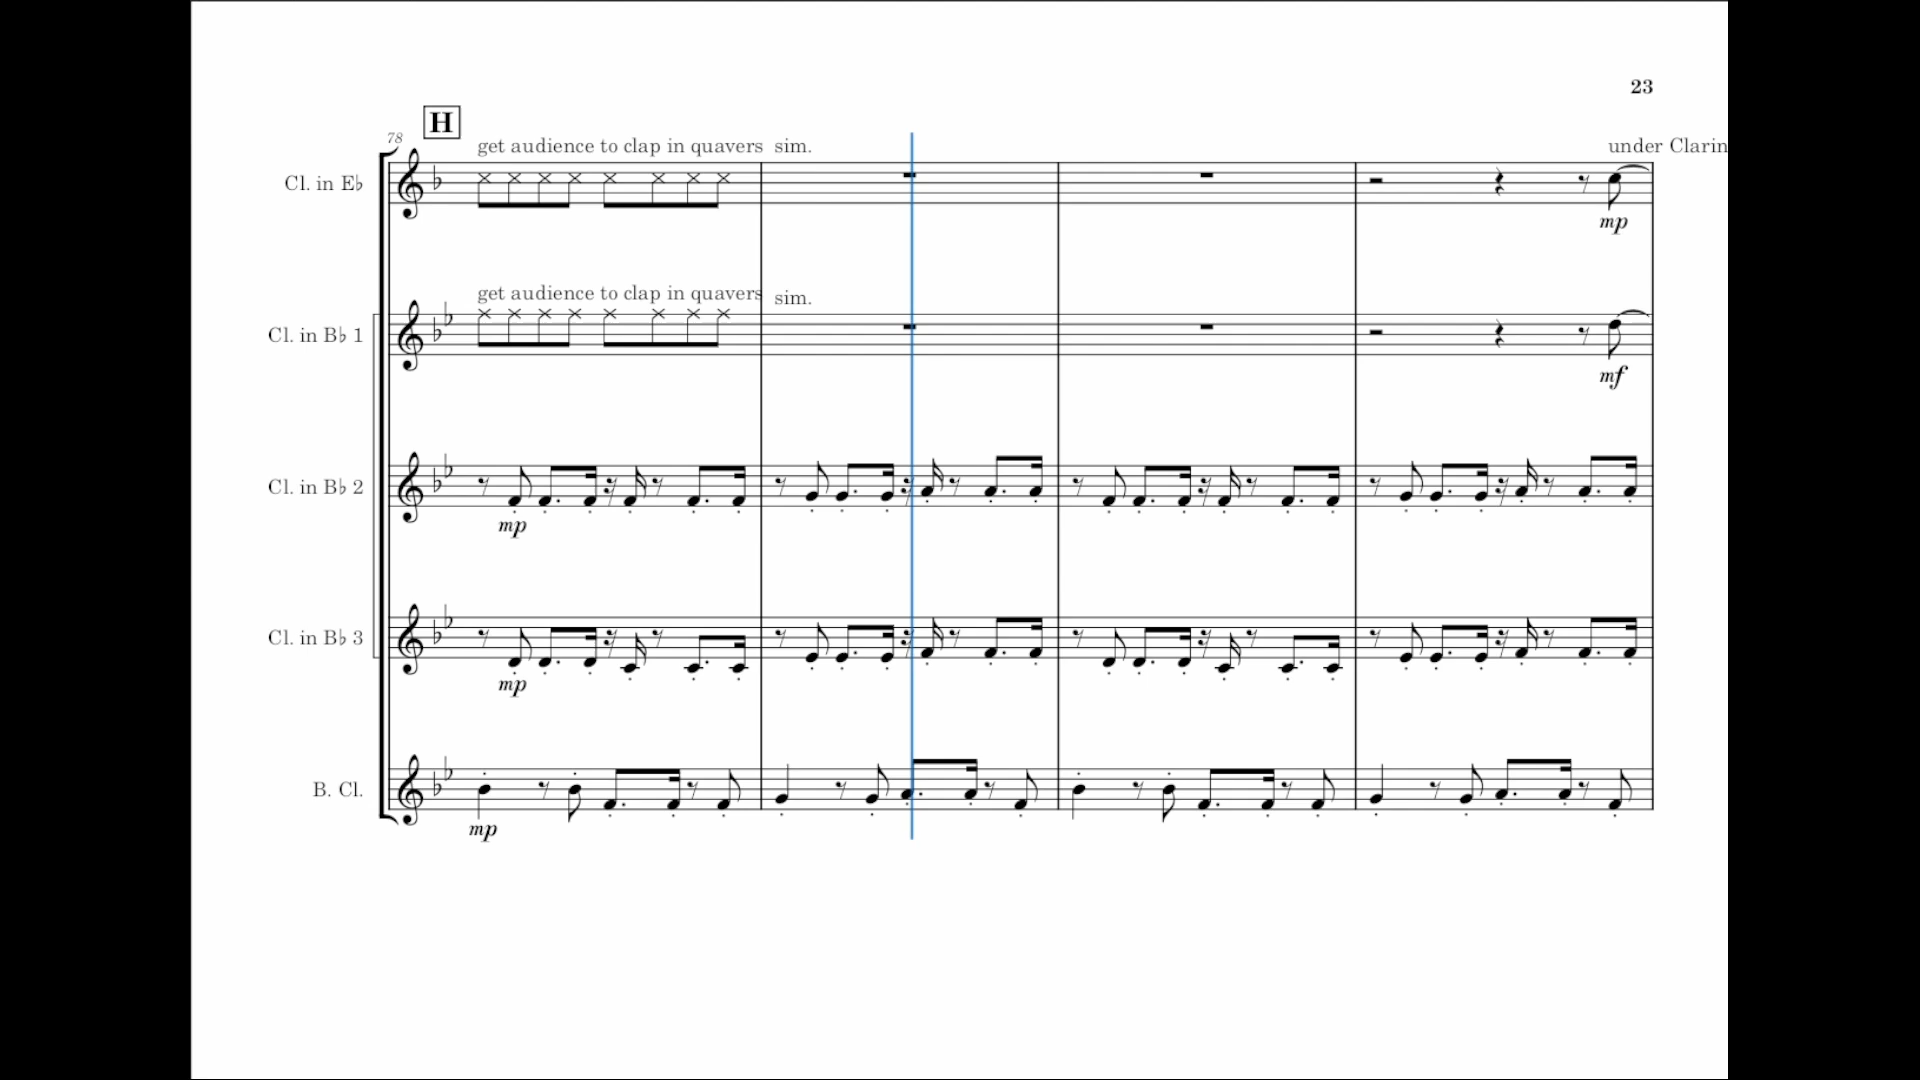 23
H
78
get audience to clap in quavers sim.
under Clarin
Cl. in E♭
mp
get audience to clap in quavers sim.
Cl. in B♭ 1
mf
Cl. in B♭ 2
mp
Cl. in B♭ 3
mp
B. Cl.
mp